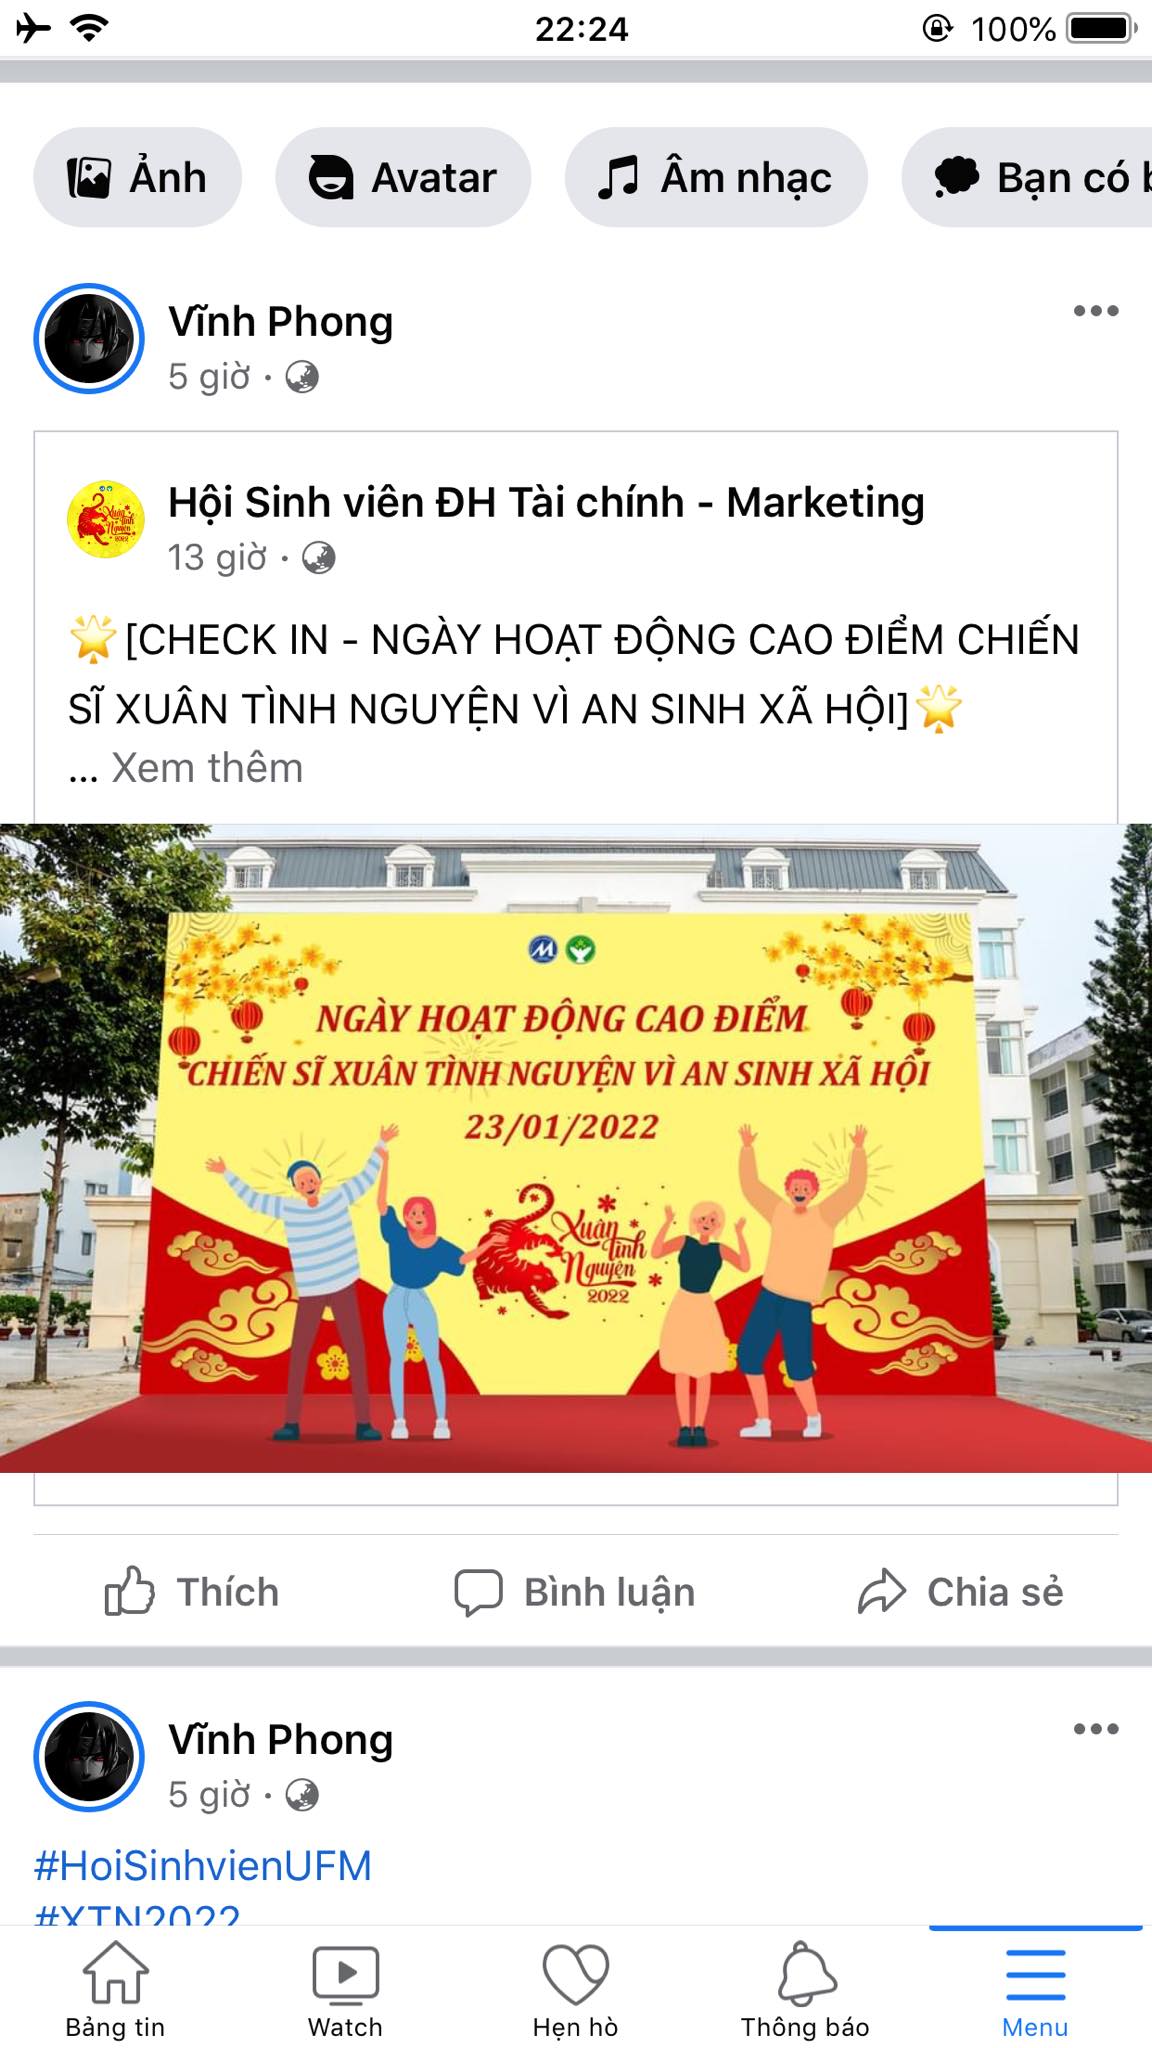 22:24
100%
Ảnh
Avatar
Âm nhạc
Bạn có
Vĩnh Phong
5 giờ ·
Hội Sinh viên ĐH Tài chính - Marketing
13 giờ ·
🌟[CHECK IN - NGÀY HOẠT ĐỘNG CAO ĐIỂM CHIẾN
SĨ XUÂN TÌNH NGUYỆN VÌ AN SINH XÃ HỘI]🌟
... Xem thêm
NGÀY HOẠT ĐỘNG CAO ĐIỂM
CHIẾN SĨ XUÂN TÌNH NGUYỆN VÌ AN SINH XÃ HỘI
23/01/2022
Xuân
Tình
Nguyện
2022
Thích
Bình luận
Chia sẻ
Vĩnh Phong
5 giờ ·
#HoiSinhvienUFM
#XTN2022
Bảng tin
Watch
Hẹn hò
Thông báo
Menu